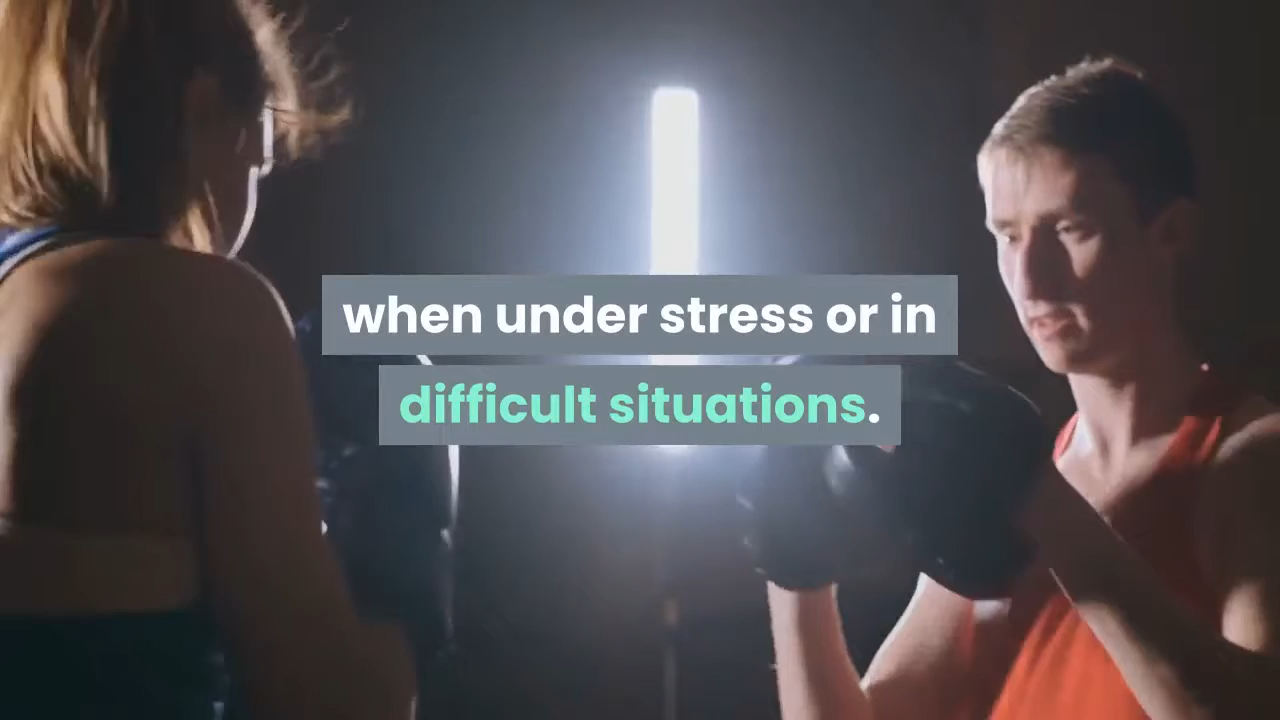 when under stress or in
difficult situations.